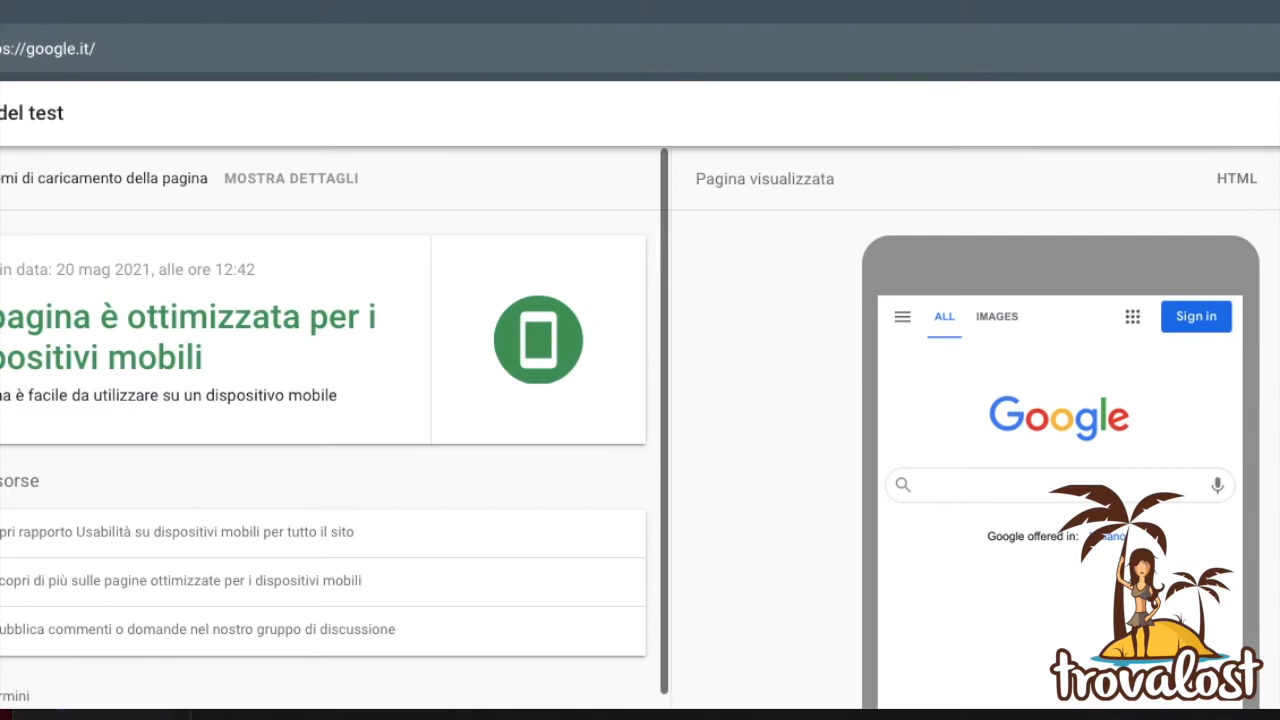 ps://google.it/
del test
emi di caricamento della pagina MOSTRA DETTAGLI
Pagina visualizzata HTML
in data: 20 mag 2021, alle ore 12:42
pagina è ottimizzata per i
positivi mobili
na è facile da utilizzare su un dispositivo mobile
ALL IMAGES Sign in
Google
sorse
pri rapporto Usabilità su dispositivi mobili per tutto il sito
Google offered in:
copri di più sulle pagine ottimizzate per i dispositivi mobili
ubblica commenti o domande nel nostro gruppo di discussione
rmini
trovalost